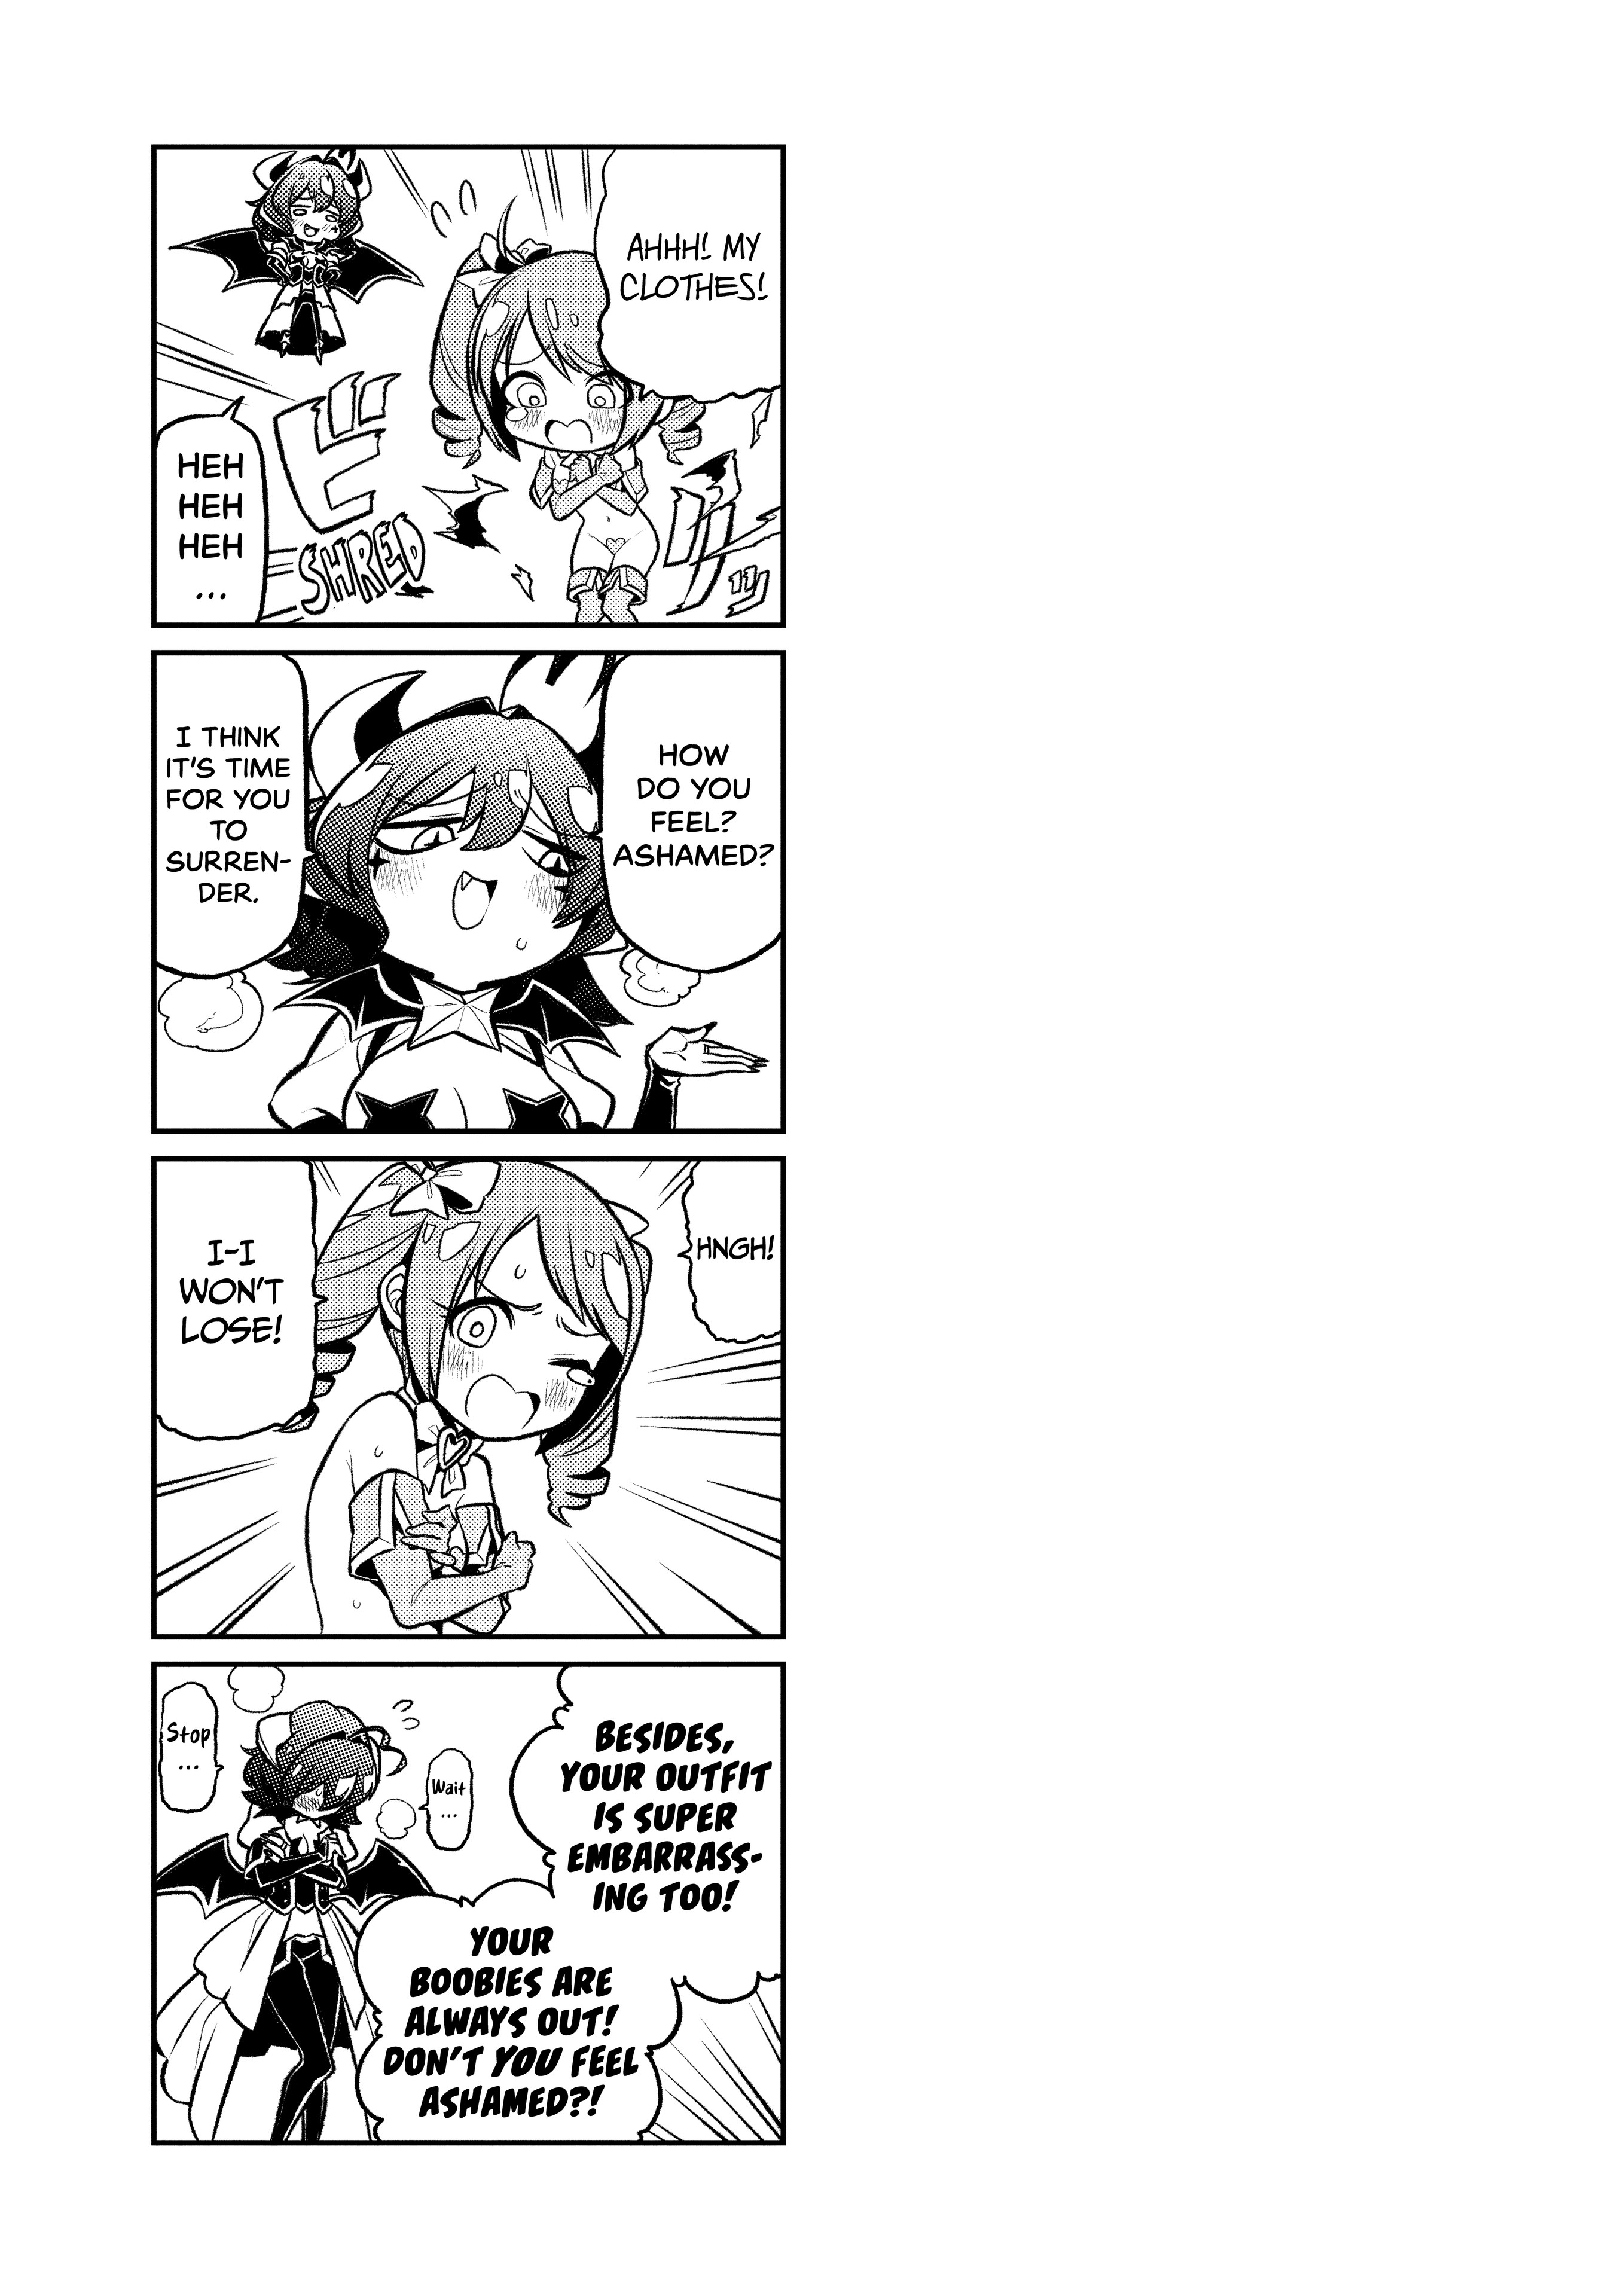 AHHH! MY
CLOTHES!
ビリッ
SHRED
HEH
HEH
HEH
...
HOW
DO YOU
FEEL?
ASHAMED?
I THINK
IT'S TIME
FOR YOU
TO
SURREN-
DER.
HNGH!
I-I
WON'T
LOSE!
BESIDES,
YOUR OUTFIT
IS SUPER
EMBARRASS-
ING TOO!
YOUR
BOOBIES ARE
ALWAYS OUT!
DON'T YOU FEEL
ASHAMED?!
Wait
...
Stop
...